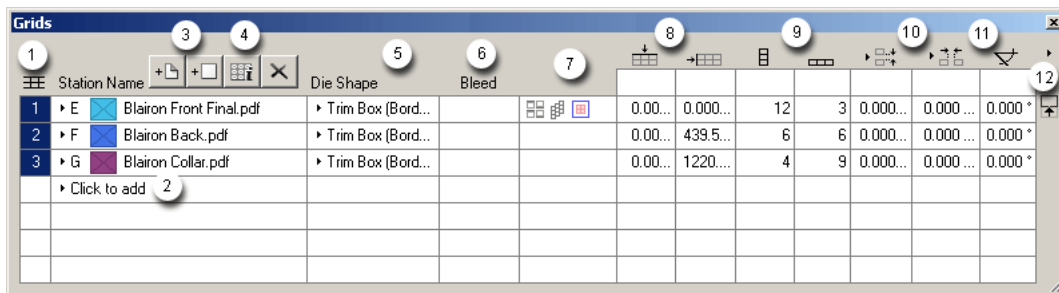 Grids
3 4 8 9 10 11
1 5 6 7 12
Station Name Die Shape Bleed
1 E Blairon Front Final.pdf Trim Box (Bord... 0.00... 0.000... 12 3 0.000... 0.000 ... 0.000 °
2 F Blairon Back.pdf Trim Box (Bord... 0.00... 439.5... 6 6 0.000... 0.000 ... 0.000 °
3 G Blairon Collar.pdf Trim Box (Bord... 0.00... 1220.... 4 9 0.000... 0.000 ... 0.000 °
Click to add 2